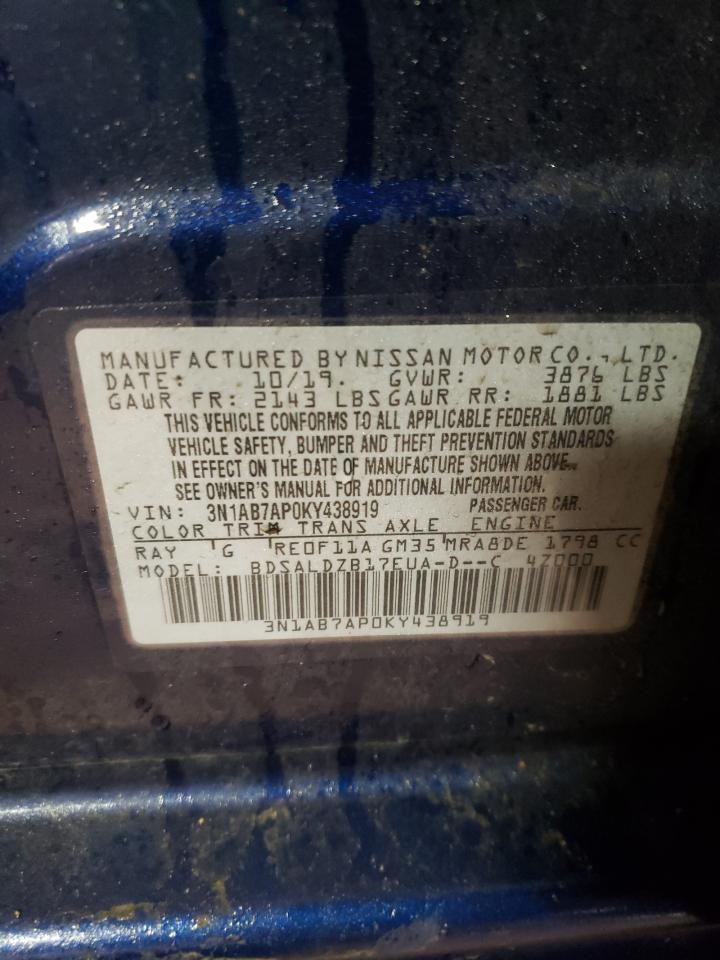 MANUFACTURED BY NISSAN MOTOR CO., LTD.
DATE: 10/19. GVWR: 3876 LBS
GAWR FR: 2143 LBS GAWR RR: 1881 LBS
THIS VEHICLE CONFORMS TO ALL APPLICABLE FEDERAL MOTOR
VEHICLE SAFETY, BUMPER AND THEFT PREVENTION STANDARDS
IN EFFECT ON THE DATE OF MANUFACTURE SHOWN ABOVE.
SEE OWNER'S MANUAL FOR ADDITIONAL INFORMATION.
VIN: 3N1AB7AP0KY438919 PASSENGER CAR.
COLOR TRIM TRANS AXLE ENGINE
RAY G RE0F11A GM35 MRA8DE 1798 CC
MODEL: BDSALDZB17EUA-D--C 4Z000
3N1AB7AP0KY438919